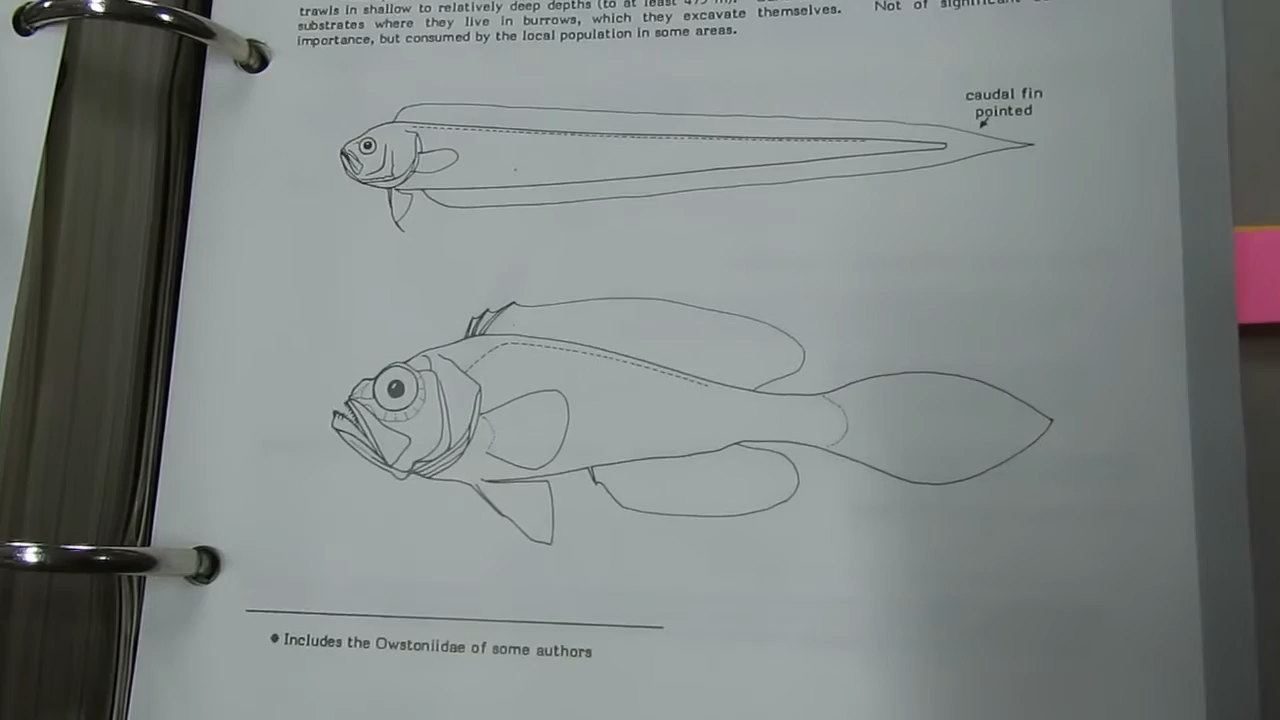 trawls in shallow to relatively deep depths (to at least 475 m).
substrates where they live in burrows, which they excavate themselves. Not of significant
importance, but consumed by the local population in some areas.
caudal fin
pointed
● Includes the Owstoniidae of some authors